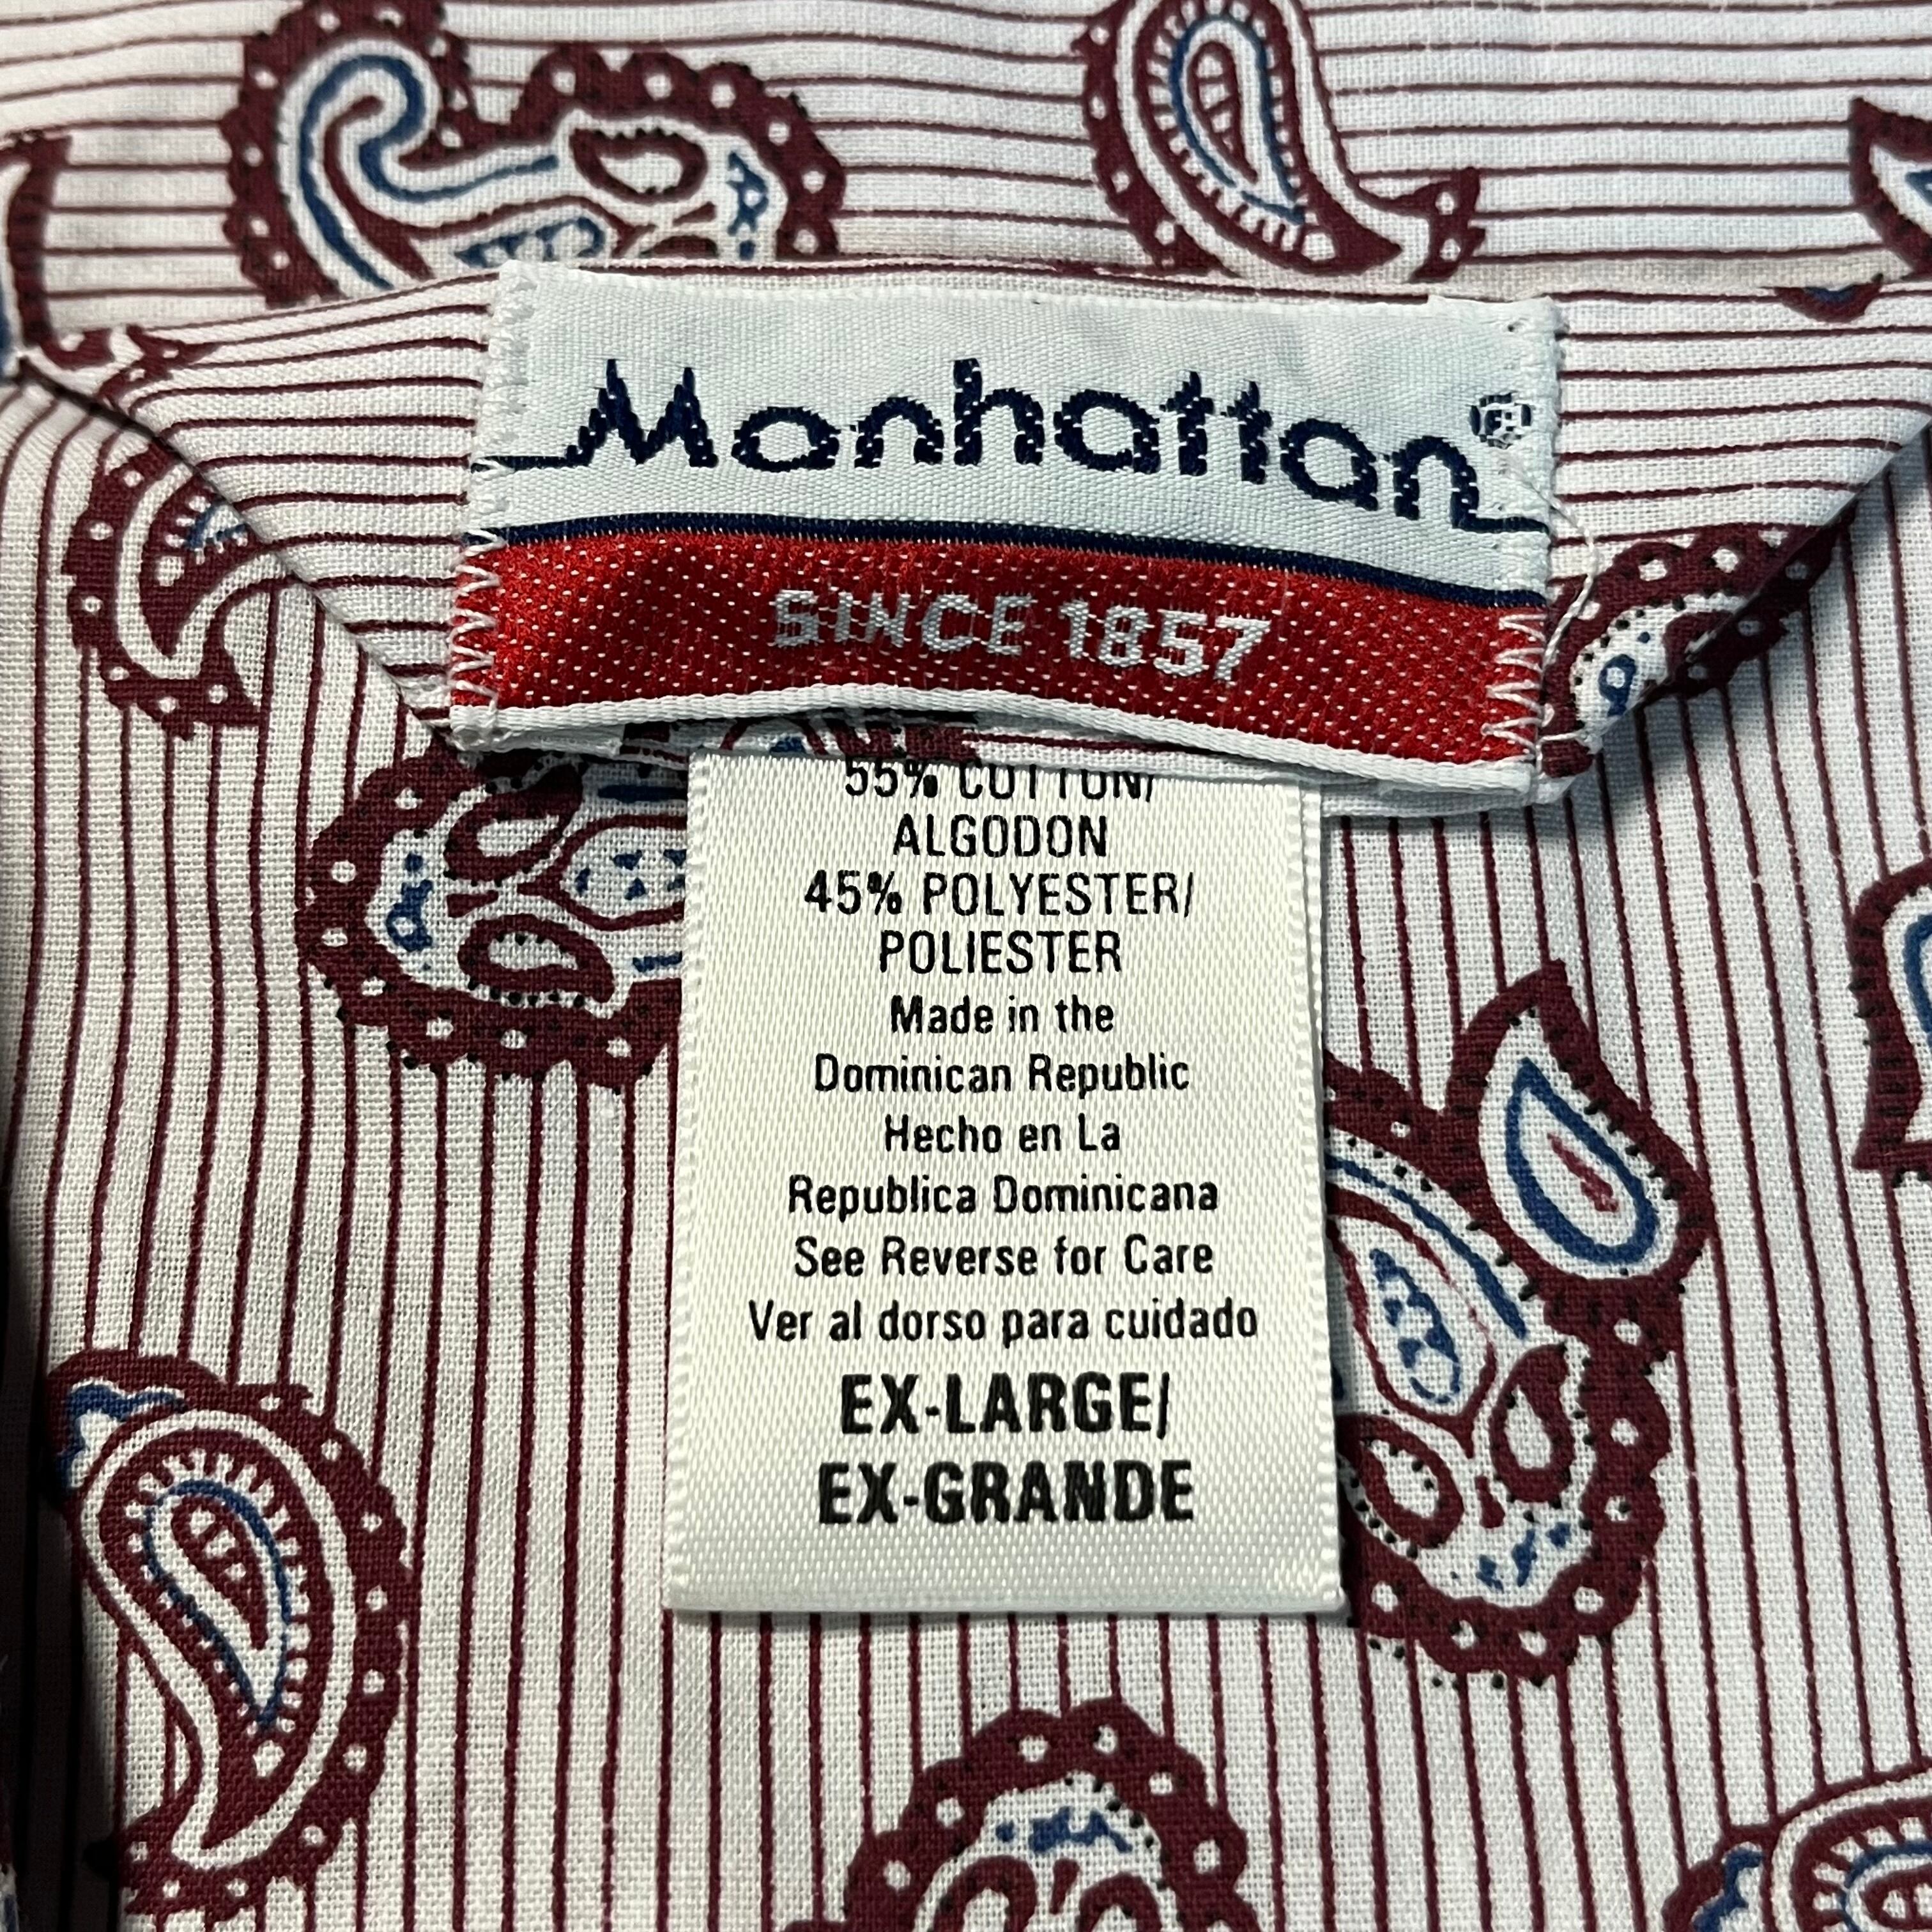 Manhattan®
SINCE 1857
55% COTTON/
ALGODON
45% POLYESTER/
POLIESTER
Made in the
Dominican Republic
Hecho en La
Republica Dominicana
See Reverse for Care
Ver al dorso para cuidado
EX-LARGE/
EX-GRANDE